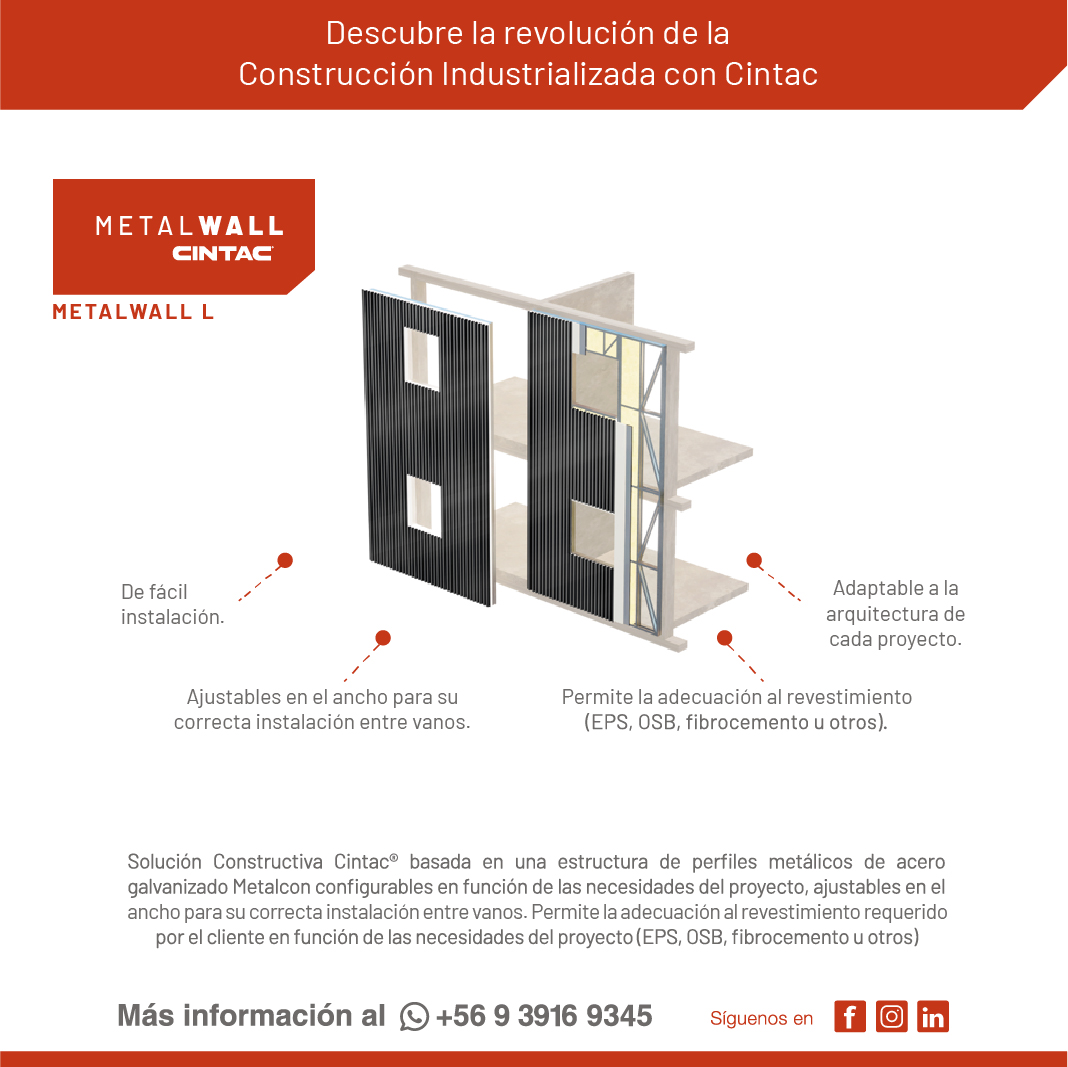 Descubre la revolución de la
Construcción Industrializada con Cintac
METALWALL
CINTAC
METALWALL L
De fácil
instalación.
Adaptable a la
arquitectura de
cada proyecto.
Ajustables en el ancho para su
correcta instalación entre vanos.
Permite la adecuación al revestimiento
(EPS, OSB, fibrocemento u otros).
Solución Constructiva Cintac® basada en una estructura de perfiles metálicos de acero
galvanizado Metalcon configurables en función de las necesidades del proyecto, ajustables en el
ancho para su correcta instalación entre vanos. Permite la adecuación al revestimiento requerido
por el cliente en función de las necesidades del proyecto (EPS, OSB, fibrocemento u otros)
Más información al +56 9 3916 9345
Síguenos en